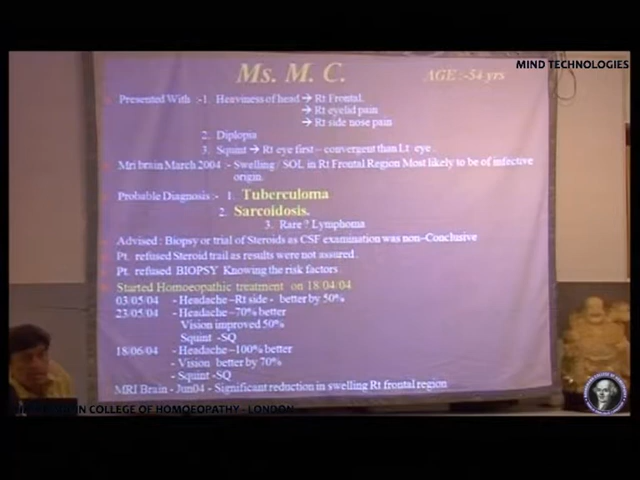 MIND TECHNOLOGIES
Ms. M. C. AGE :-54 yrs
Presented With :- 1. Heaviness of head → Rt Frontal.
→ Rt eyelid pain
→ Rt side nose pain
2. Diplopia
3. Squint → Rt eye first – convergent than Lt eye.
Mri brain March 2004 :- Swelling / SOL in Rt Frontal Region Most likely to be of infective
origin.
Probable Diagnosis :- 1. Tuberculoma
2. Sarcoidosis.
3. Rare ? Lymphoma
Advised : Biopsy or trial of Steroids as CSF examination was non-Conclusive
Pt. refused Steroid trail as results were not assured.
Pt. refused BIOPSY Knowing the risk factors
Started Homoeopathic treatment on 18/04/04
03/05/04 - Headache –Rt side - better by 50%
23/05/04 - Headache -70% better
Vision improved 50%
Squint -SQ
18/06/04 - Headache -100% better
- Vision better by 70%
- Squint -SQ
MRI Brain - Jun04 - Significant reduction in swelling Rt frontal region
COLLEGE OF HOMOEOPATHY - LONDON